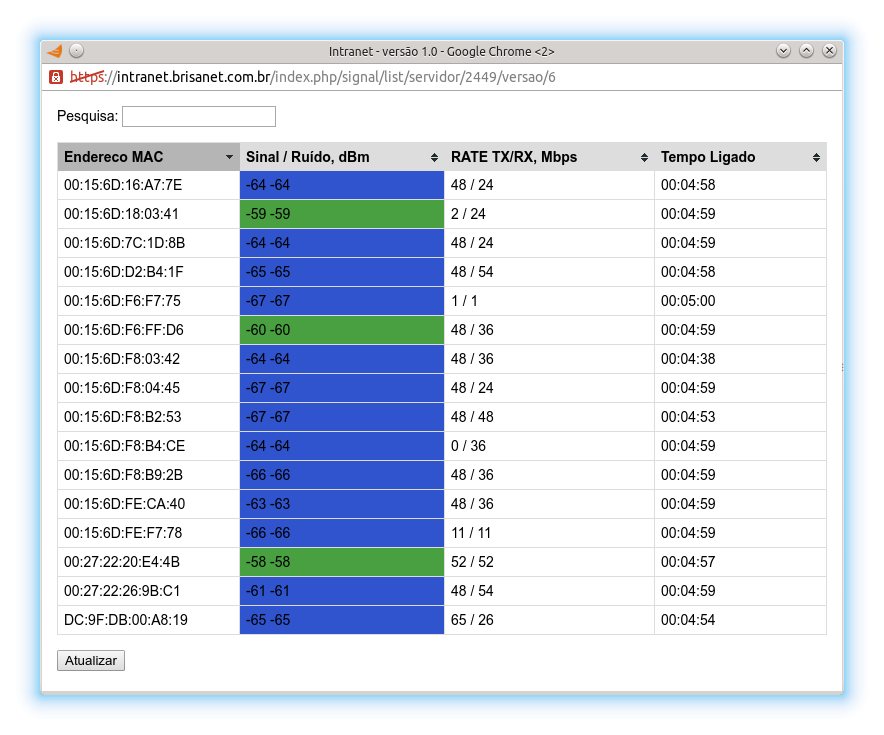 Intranet - versão 1.0 - Google Chrome <2>
https://intranet.brisanet.com.br/index.php/signal/list/servidor/2449/versao/6
Pesquisa:
Endereco MAC Sinal / Ruído, dBm RATE TX/RX, Mbps Tempo Ligado
00:15:6D:16:A7:7E -64 -64 48 / 24 00:04:58
00:15:6D:18:03:41 -59 -59 2 / 24 00:04:59
00:15:6D:7C:1D:8B -64 -64 48 / 24 00:04:59
00:15:6D:D2:B4:1F -65 -65 48 / 54 00:04:58
00:15:6D:F6:F7:75 -67 -67 1 / 1 00:05:00
00:15:6D:F6:FF:D6 -60 -60 48 / 36 00:04:59
00:15:6D:F8:03:42 -64 -64 48 / 36 00:04:38
00:15:6D:F8:04:45 -67 -67 48 / 24 00:04:59
00:15:6D:F8:B2:53 -67 -67 48 / 48 00:04:53
00:15:6D:F8:B4:CE -64 -64 0 / 36 00:04:59
00:15:6D:F8:B9:2B -66 -66 48 / 36 00:04:59
00:15:6D:FE:CA:40 -63 -63 48 / 36 00:04:59
00:15:6D:FE:F7:78 -66 -66 11 / 11 00:04:59
00:27:22:20:E4:4B -58 -58 52 / 52 00:04:57
00:27:22:26:9B:C1 -61 -61 48 / 54 00:04:59
DC:9F:DB:00:A8:19 -65 -65 65 / 26 00:04:54
Atualizar